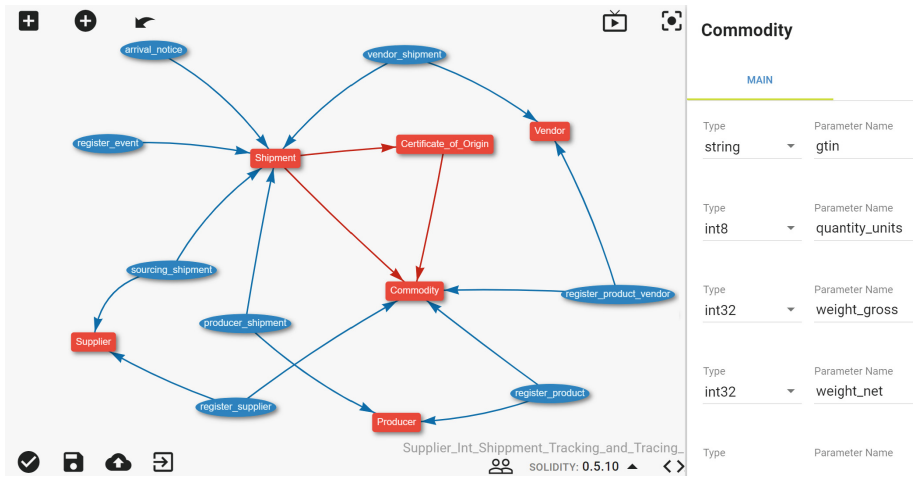 arrival_notice
vendor_shipment
register_event
Shipment
Certificate_of_Origin
Vendor
sourcing_shipment
Commodity
register_product_vendor
producer_shipment
Supplier
register_supplier
register_product
Producer
Supplier_Int_Shippment_Tracking_and_Tracing_
SOLIDITY: 0.5.10
Commodity
MAIN
Type Parameter Name
string gtin
Type Parameter Name
int8 quantity_units
Type Parameter Name
int32 weight_gross
Type Parameter Name
int32 weight_net
Type Parameter Name